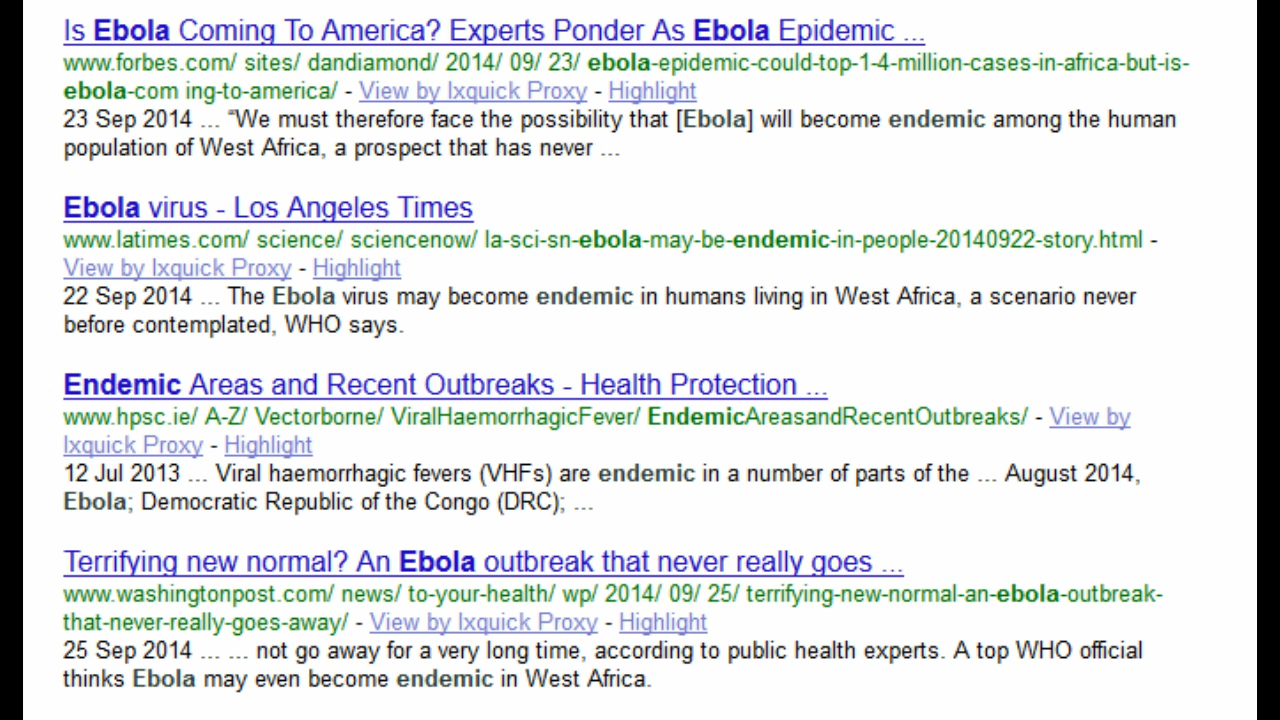 Is Ebola Coming To America? Experts Ponder As Ebola Epidemic ...
www.forbes.com/ sites/ dandiamond/ 2014/ 09/ 23/ ebola-epidemic-could-top-1-4-million-cases-in-africa-but-is-
ebola-com ing-to-america/ - View by Ixquick Proxy - Highlight
23 Sep 2014 ... “We must therefore face the possibility that [Ebola] will become endemic among the human
population of West Africa, a prospect that has never ...
Ebola virus - Los Angeles Times
www.latimes.com/ science/ sciencenow/ la-sci-sn-ebola-may-be-endemic-in-people-20140922-story.html -
View by Ixquick Proxy - Highlight
22 Sep 2014 ... The Ebola virus may become endemic in humans living in West Africa, a scenario never
before contemplated, WHO says.
Endemic Areas and Recent Outbreaks - Health Protection ...
www.hpsc.ie/ A-Z/ Vectorborne/ ViralHaemorrhagicFever/ EndemicAreasandRecentOutbreaks/ - View by
Ixquick Proxy - Highlight
12 Jul 2013 ... Viral haemorrhagic fevers (VHFs) are endemic in a number of parts of the ... August 2014,
Ebola; Democratic Republic of the Congo (DRC); ...
Terrifying new normal? An Ebola outbreak that never really goes ...
www.washingtonpost.com/ news/ to-your-health/ wp/ 2014/ 09/ 25/ terrifying-new-normal-an-ebola-outbreak-
that-never-really-goes-away/ - View by Ixquick Proxy - Highlight
25 Sep 2014 ... ... not go away for a very long time, according to public health experts. A top WHO official
thinks Ebola may even become endemic in West Africa.